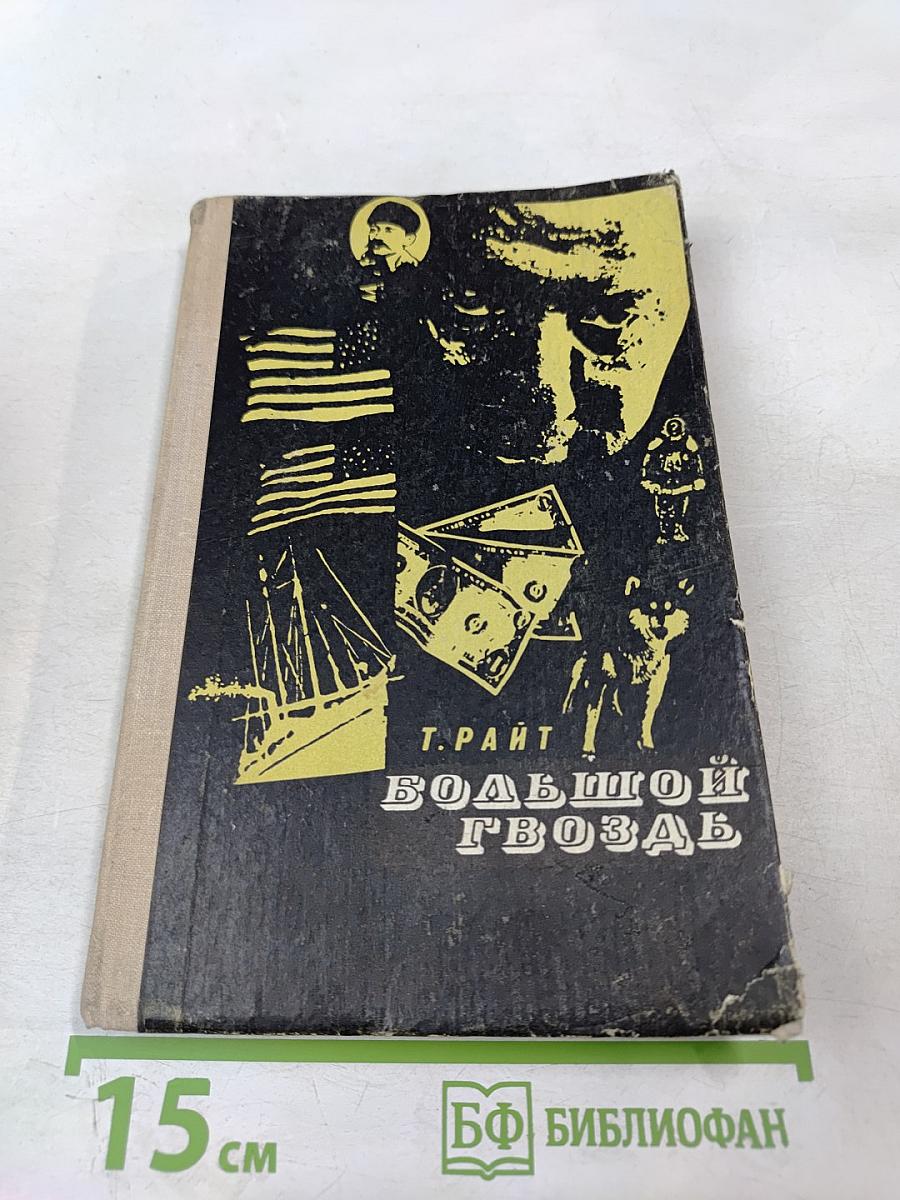 Т. РАЙТ
БОЛЬШОЙ
ГВОЗДЬ
15 см
БФ БИБЛИОФАН